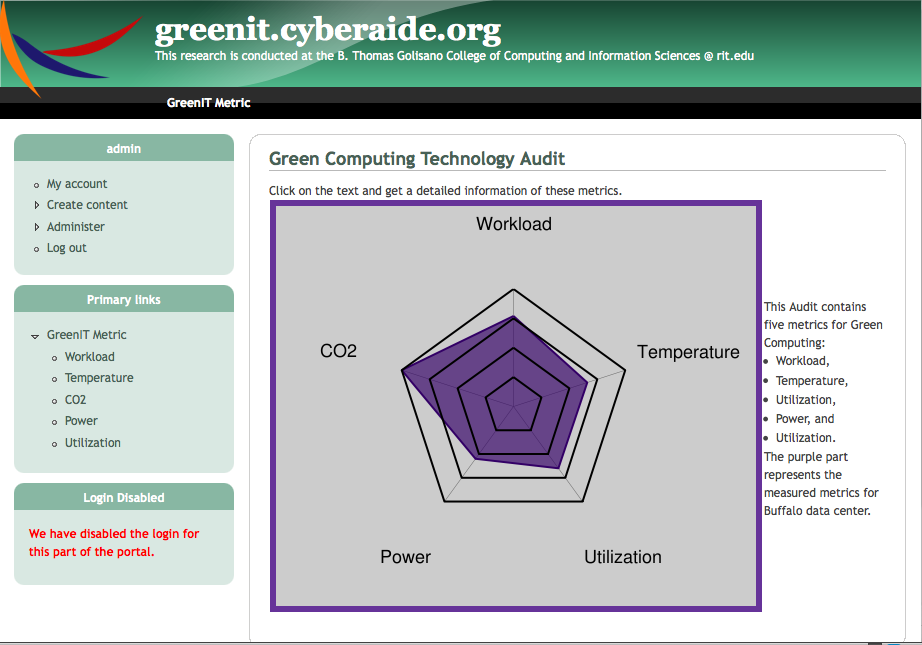 greenit.cyberaide.org
This research is conducted at the B. Thomas Golisano College of Computing and Information Sciences @ rit.edu
GreenIT Metric
admin
My account
Create content
Administer
Log out
Primary links
GreenIT Metric
Workload
Temperature
CO2
Power
Utilization
Login Disabled
We have disabled the login for
this part of the portal.
Green Computing Technology Audit
Click on the text and get a detailed information of these metrics.
Workload
CO2
Temperature
Power
Utilization
This Audit contains
five metrics for Green
Computing:
Workload,
Temperature,
Utilization,
Power, and
Utilization.
The purple part
represents the
measured metrics for
Buffalo data center.